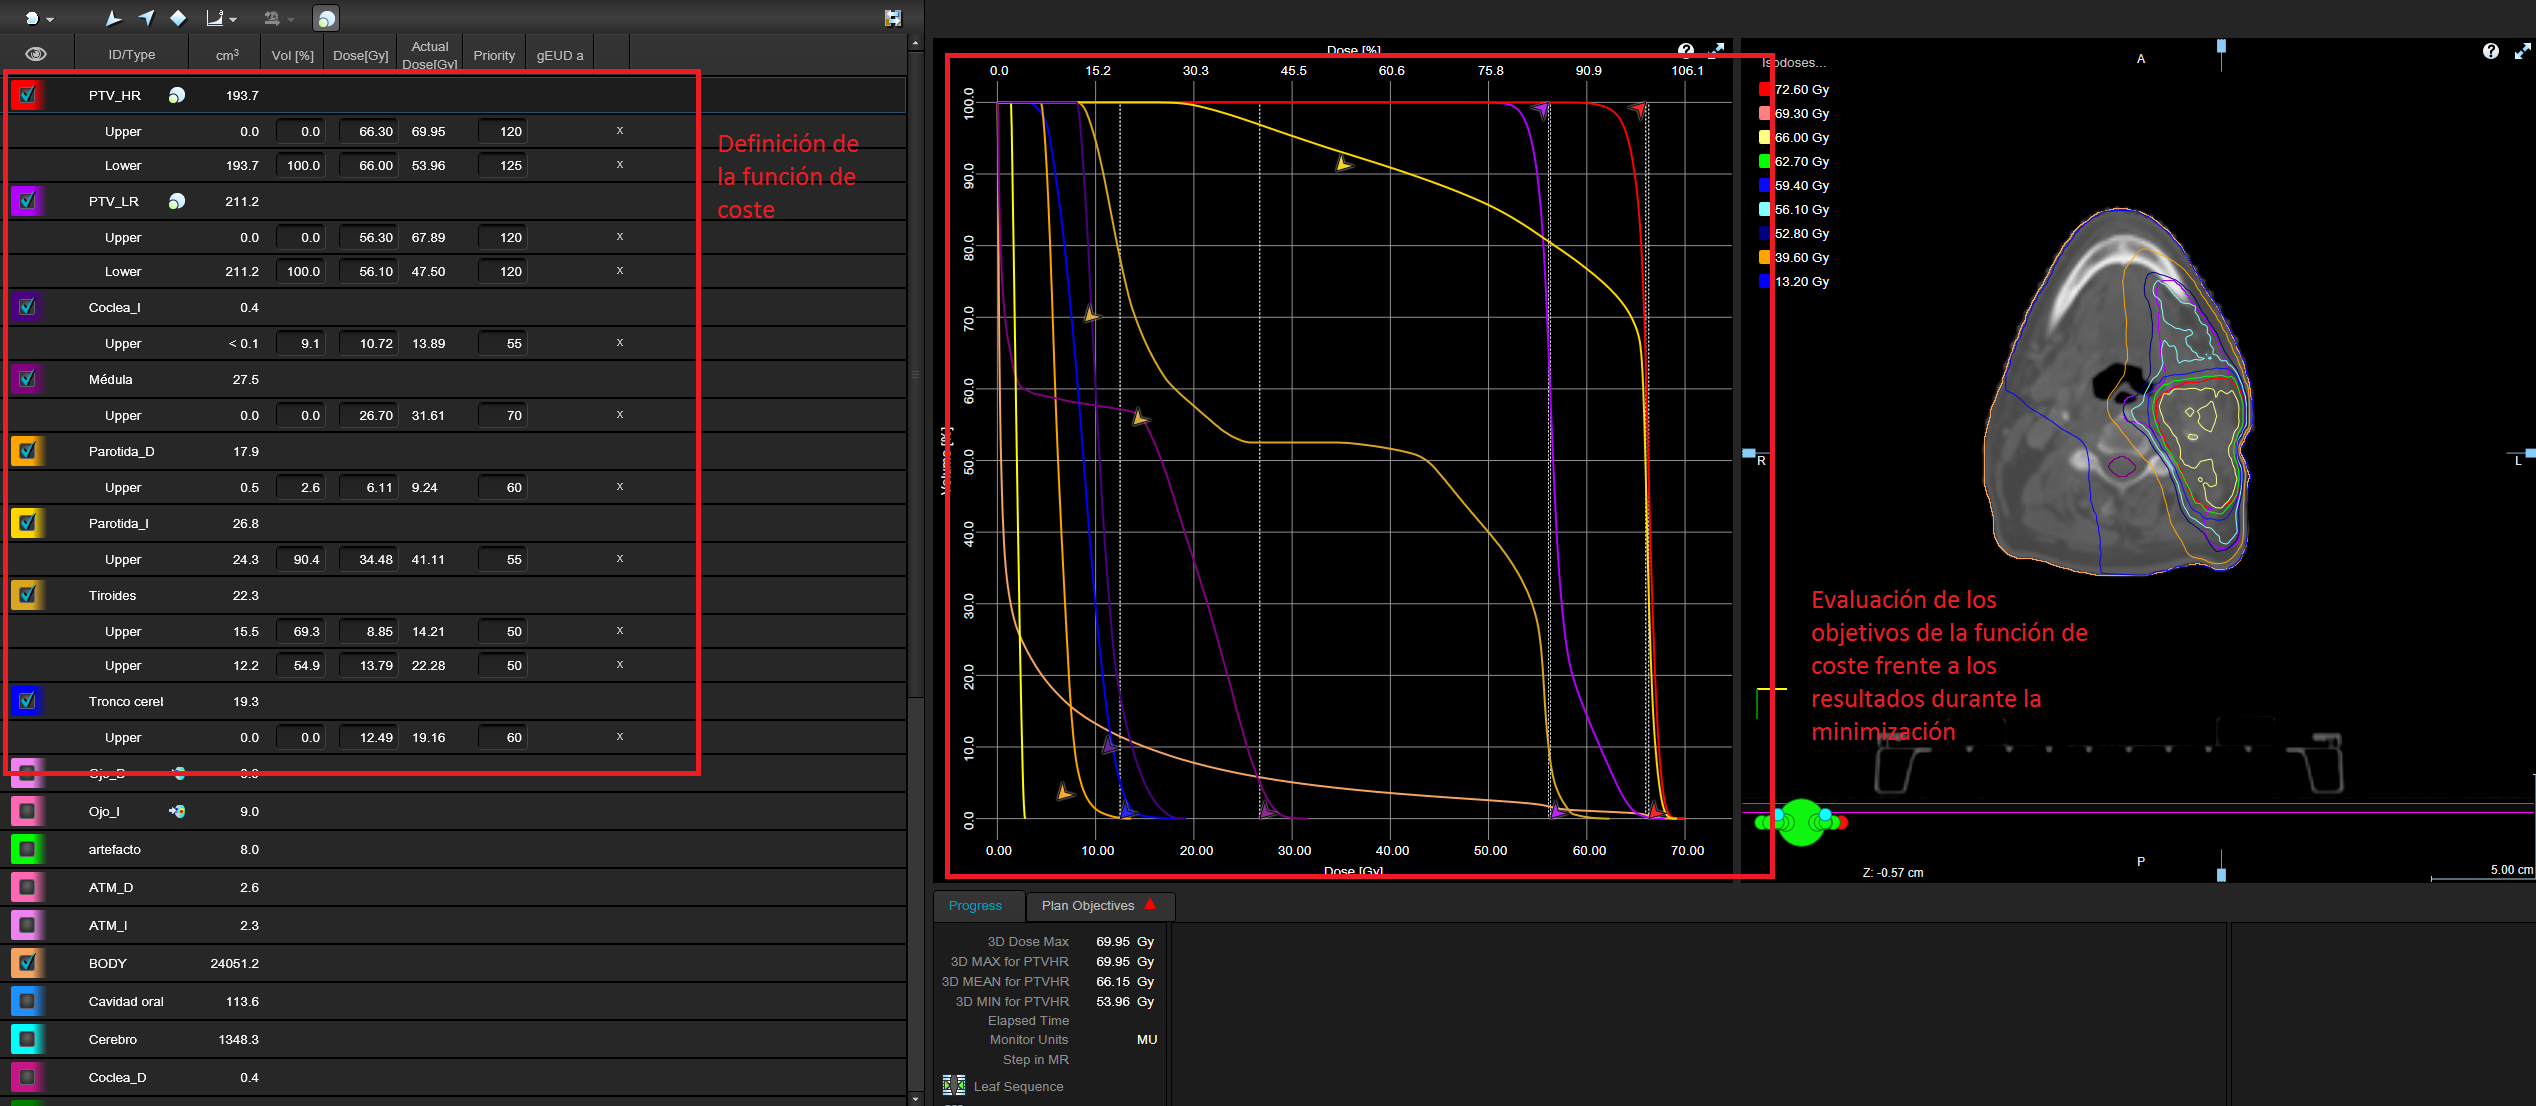 ID/Type cm³ Vol [%] Dose[Gy] Actual Dose[Gy] Priority gEUD a
PTV_HR 193.7
Upper 0.0 0.0 66.30 69.95 120 x
Lower 193.7 100.0 66.00 53.96 125 x
PTV_LR 211.2
Upper 0.0 0.0 56.30 67.89 120 x
Lower 211.2 100.0 56.10 47.50 120 x
Coclea_I 0.4
Upper < 0.1 9.1 10.72 13.89 55 x
Médula 27.5
Upper 0.0 0.0 26.70 31.61 70 x
Parotida_D 17.9
Upper 0.5 2.6 6.11 9.24 60 x
Parotida_I 26.8
Upper 24.3 90.4 34.48 41.11 55 x
Tiroides 22.3
Upper 15.5 69.3 8.85 14.21 50 x
Upper 12.2 54.9 13.79 22.28 50 x
Tronco cerel 19.3
Upper 0.0 0.0 12.49 19.16 60 x
Ojo_I 9.0
artefacto 8.0
ATM_D 2.6
ATM_I 2.3
BODY 24051.2
Cavidad oral 113.6
Cerebro 1348.3
Coclea_D 0.4
Definición de
la función de
coste
Dose [%]
0.0 15.2 30.3 45.5 60.6 75.8 90.9 106.1
100.0
90.0
80.0
70.0
60.0
50.0
40.0
30.0
20.0
10.0
0.0
Volume [%]
0.00 10.00 20.00 30.00 40.00 50.00 60.00 70.00
Dose [Gy]
Isodoses...
72.60 Gy
69.30 Gy
66.00 Gy
62.70 Gy
59.40 Gy
56.10 Gy
52.80 Gy
39.60 Gy
13.20 Gy
A
R
L
P
Evaluación de los
objetivos de la función de
coste frente a los
resultados durante la
minimización
Z: -0.57 cm
5.00 cm
Progress Plan Objectives
3D Dose Max 69.95 Gy
3D MAX for PTVHR 69.95 Gy
3D MEAN for PTVHR 66.15 Gy
3D MIN for PTVHR 53.96 Gy
Elapsed Time
Monitor Units MU
Step in MR
Leaf Sequence